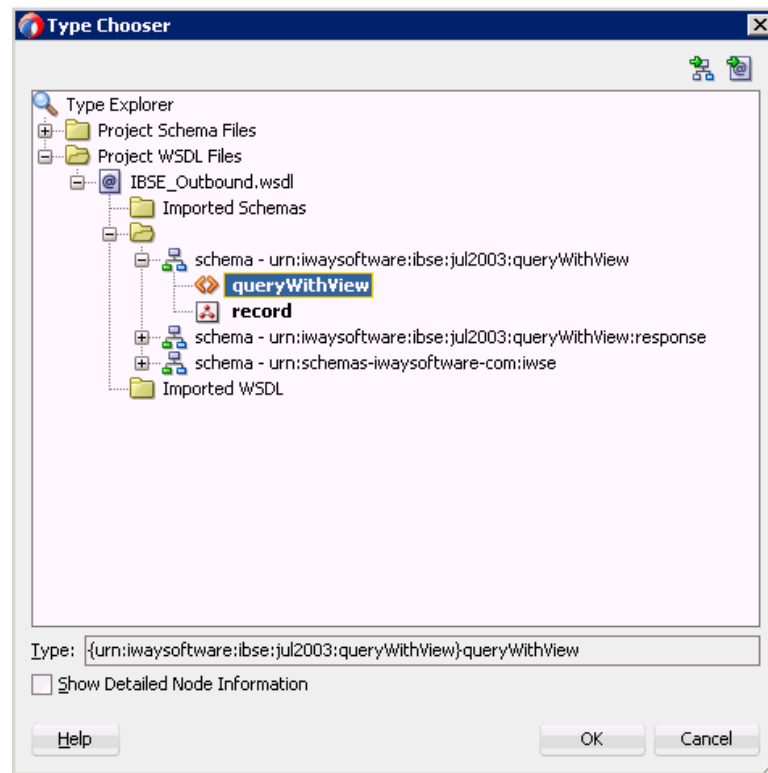 Type Chooser
Type Explorer
Project Schema Files
Project WSDL Files
IBSE_Outbound.wsdl
Imported Schemas
schema - urn:iwaysoftware:ibse:jul2003:queryWithView
queryWithView
record
schema - urn:iwaysoftware:ibse:jul2003:queryWithView:response
schema - urn:schemas-iwaysoftware-com:iwse
Imported WSDL
Type: {urn:iwaysoftware:ibse:jul2003:queryWithView}queryWithView
Show Detailed Node Information
Help OK Cancel